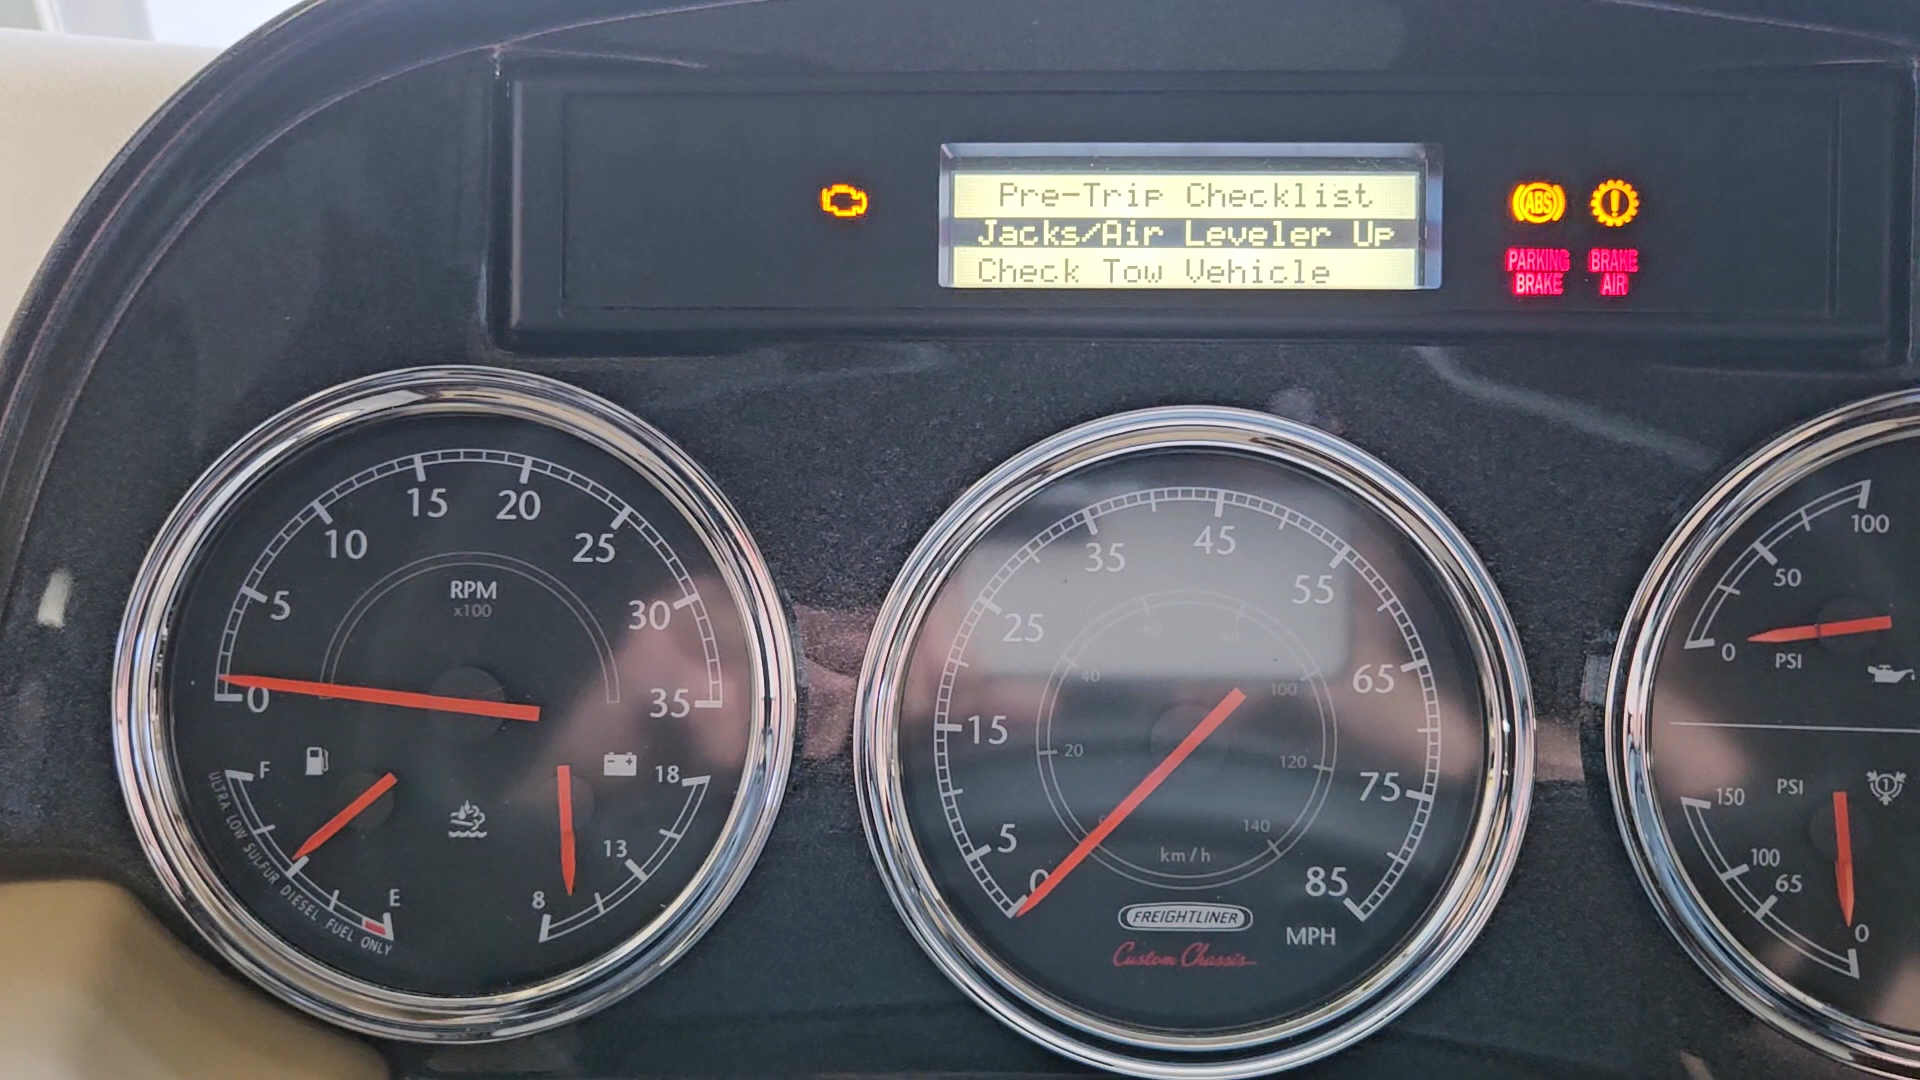 Pre-Trip Checklist
Jacks/Air Leveler Up
Check Tow Vehicle
ABS
!
PARKING
BRAKE
BRAKE
AIR
0
5
10
15
20
25
30
35
RPM
x100
F
E
ULTRA-LOW SULFUR DIESEL FUEL ONLY
18
13
8
0
5
15
25
35
45
55
65
75
85
20
40
100
120
140
km/h
FREIGHTLINER
Custom Chassis
MPH
100
50
0
PSI
150
PSI
1
100
65
0